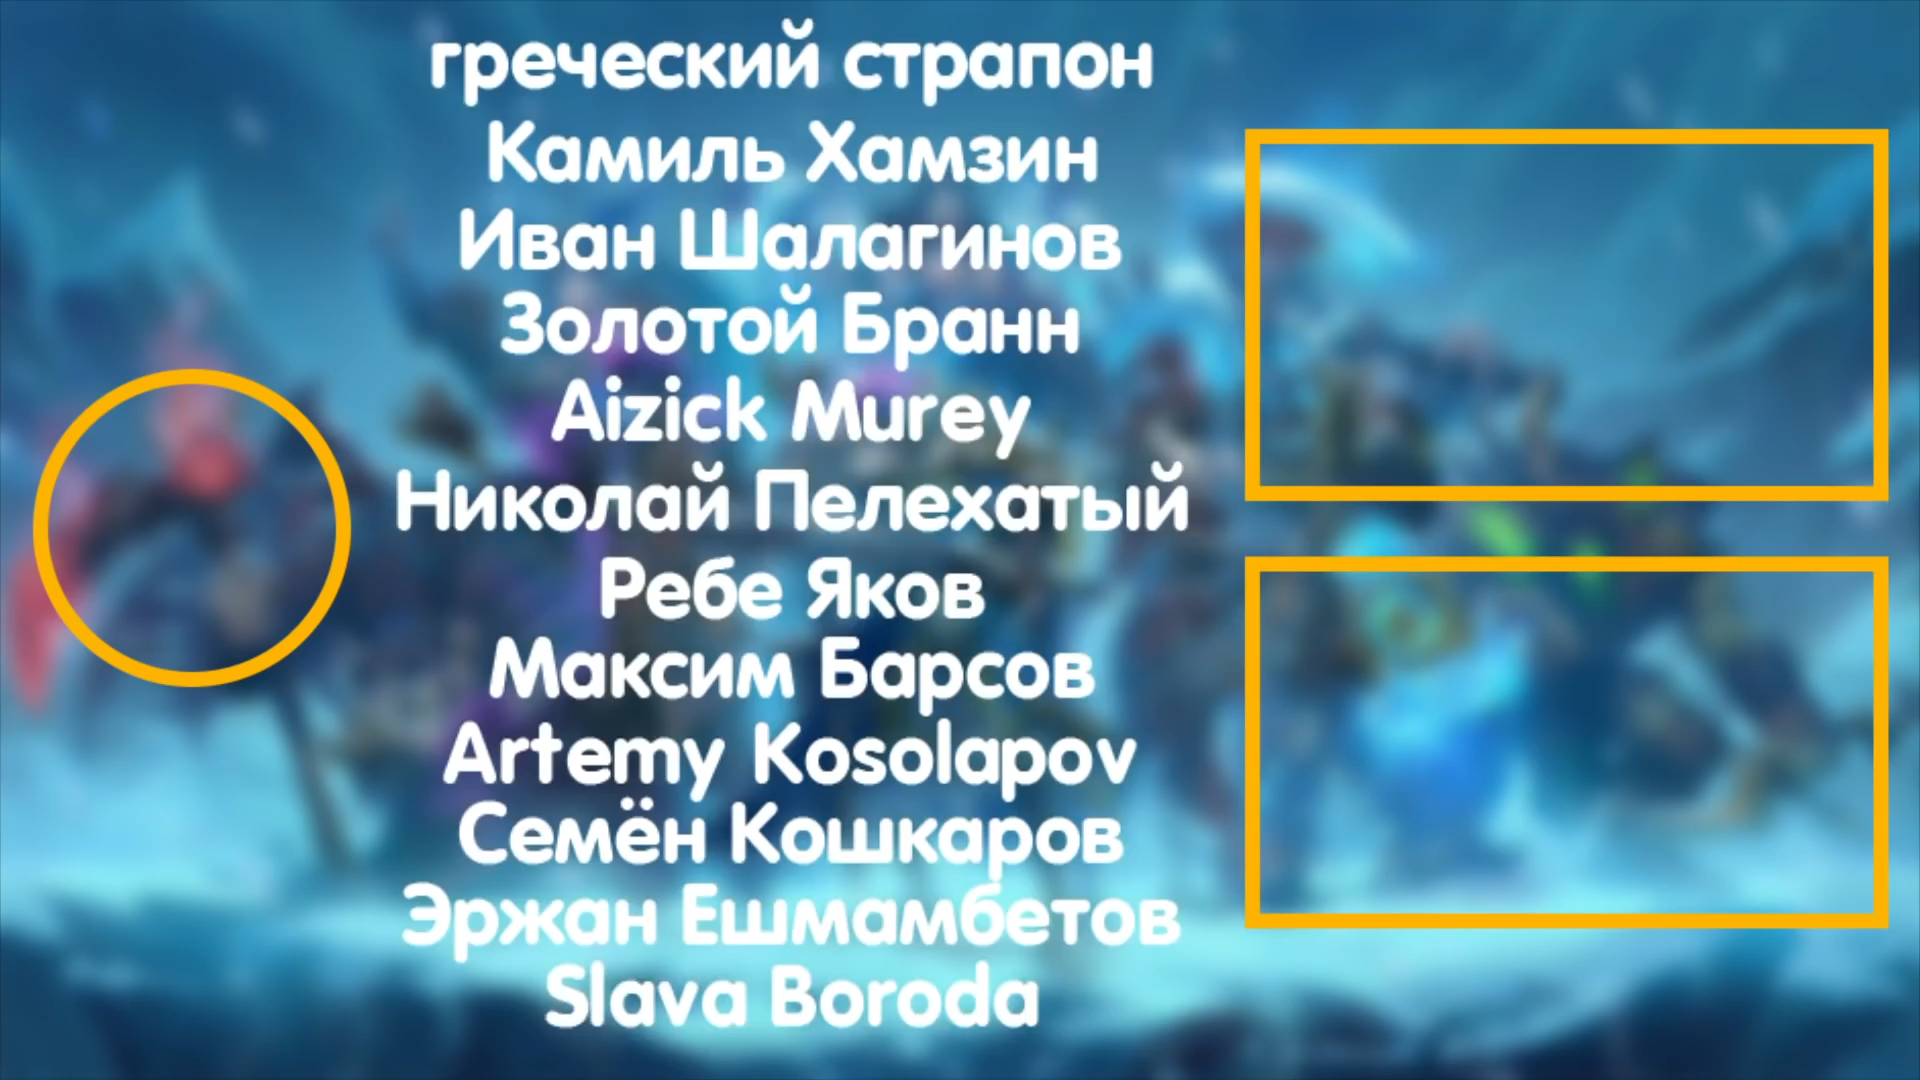 греческий страпон
Камиль Хамзин
Иван Шалагинов
Золотой Бранн
Aizick Murey
Николай Пелехатый
Ребе Яков
Максим Барсов
Artemy Kosolapov
Семён Кошкаров
Эржан Ешмамбетов
Slava Boroda